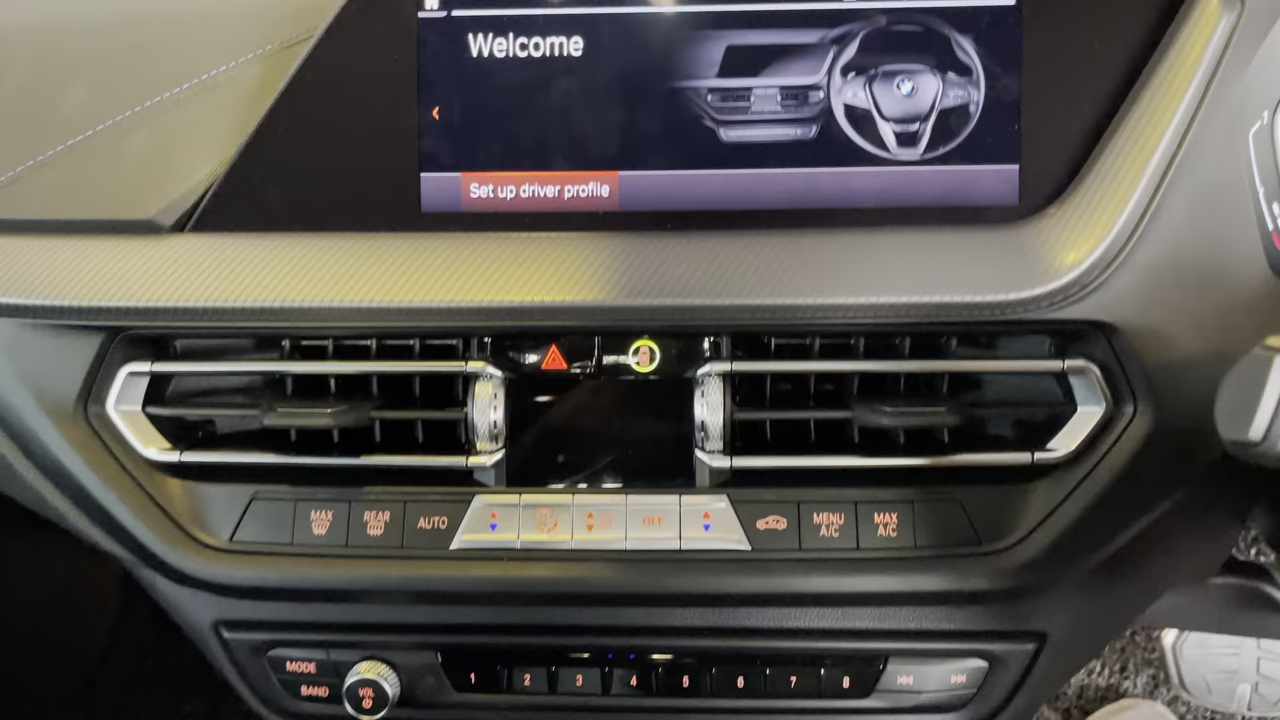 Welcome
Set up driver profile
MAX
REAR
AUTO
OFF
MENU
A/C
MAX
A/C
MODE
BAND
VOL
1 2 3 4 5 6 7 8